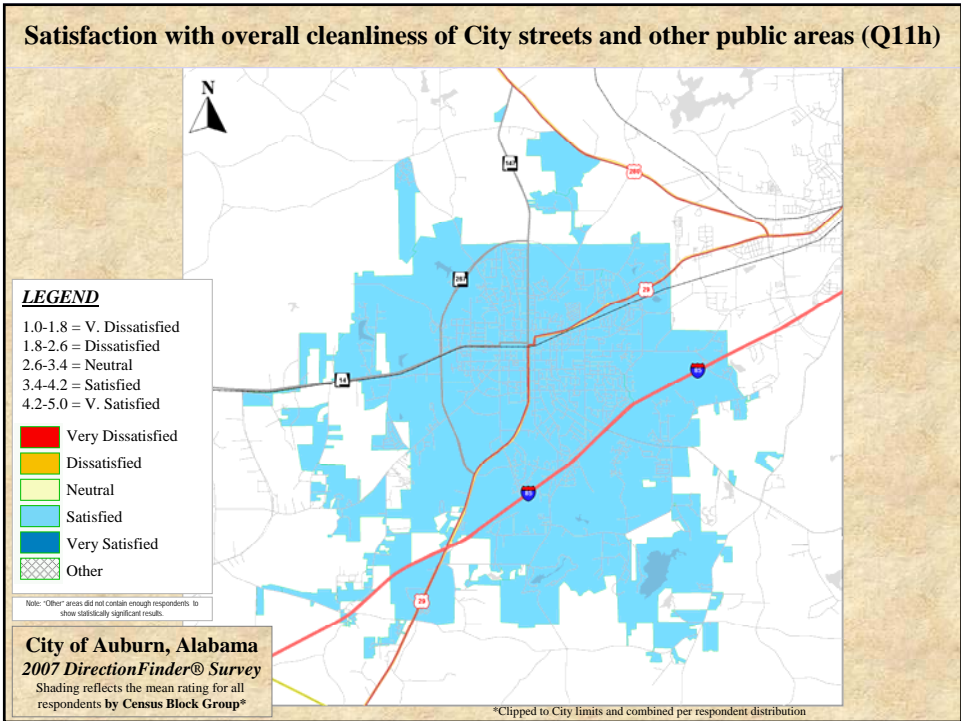 Satisfaction with overall cleanliness of City streets and other public areas (Q11h)
N
147
280
267
29
14
85
85
29
LEGEND
1.0-1.8 = V. Dissatisfied
1.8-2.6 = Dissatisfied
2.6-3.4 = Neutral
3.4-4.2 = Satisfied
4.2-5.0 = V. Satisfied
Very Dissatisfied
Dissatisfied
Neutral
Satisfied
Very Satisfied
Other
Note: "Other" areas did not contain enough respondents to
show statistically significant results.
City of Auburn, Alabama
2007 DirectionFinder® Survey
Shading reflects the mean rating for all
respondents by Census Block Group*
*Clipped to City limits and combined per respondent distribution